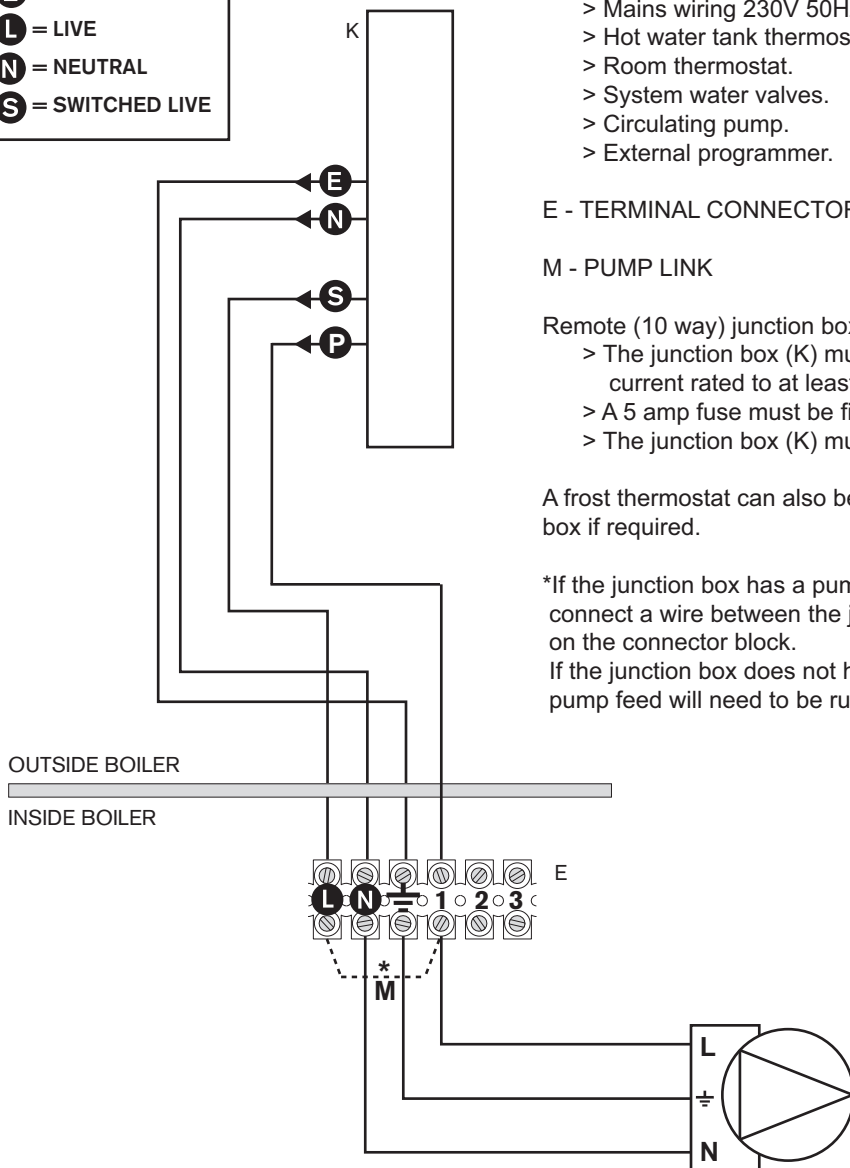 L = LIVE
N = NEUTRAL
S = SWITCHED LIVE
K
E
N
S
P
> Mains wiring 230V 50H
> Hot water tank thermos
> Room thermostat.
> System water valves.
> Circulating pump.
> External programmer.
E - TERMINAL CONNECTOR
M - PUMP LINK
Remote (10 way) junction box
> The junction box (K) mu
current rated to at leas
> A 5 amp fuse must be fi
> The junction box (K) mu
A frost thermostat can also be
box if required.
*If the junction box has a pum
connect a wire between the j
on the connector block.
If the junction box does not h
pump feed will need to be ru
OUTSIDE BOILER
INSIDE BOILER
E
L N 1 2 3
*
M
L
N